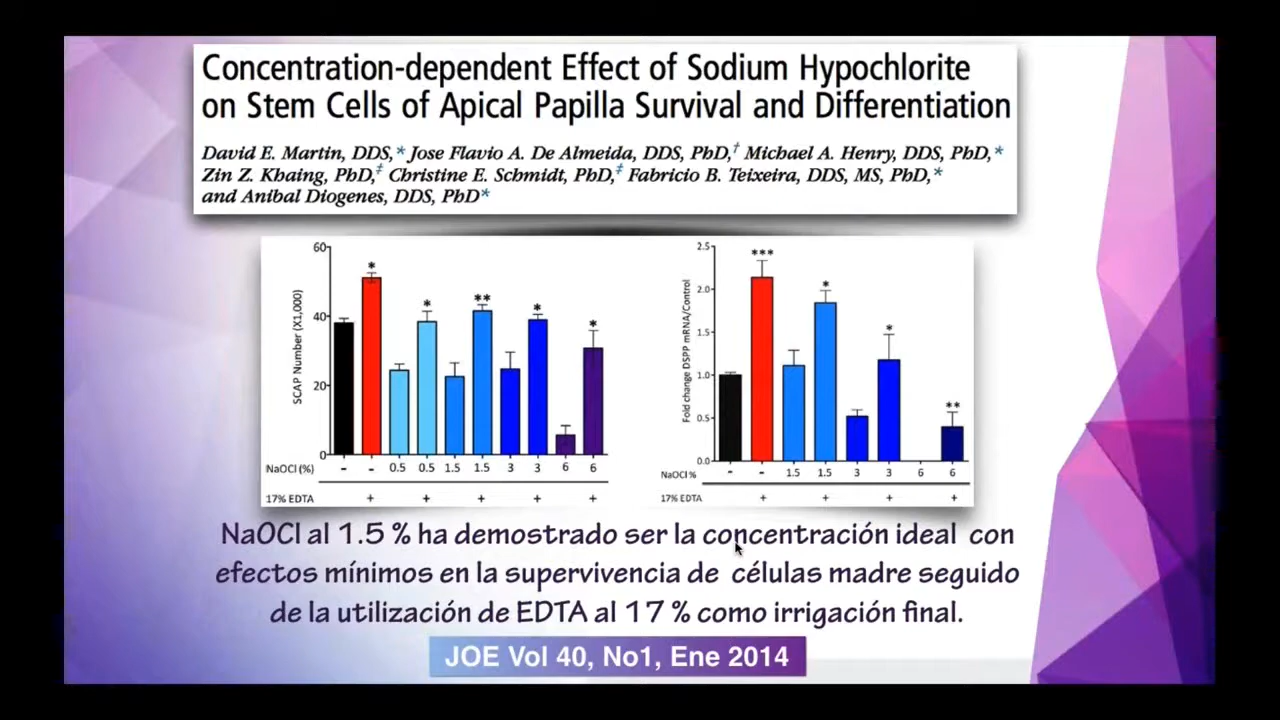 Concentration-dependent Effect of Sodium Hypochlorite
on Stem Cells of Apical Papilla Survival and Differentiation
David E. Martin, DDS,* Jose Flavio A. De Almeida, DDS, PhD,† Michael A. Henry, DDS, PhD,*
Zin Z. Khaing, PhD,‡ Christine E. Schmidt, PhD,‡ Fabricio B. Teixeira, DDS, MS, PhD,*
and Anibal Diogenes, DDS, PhD*
SCAP Number (X1,000)
60
40
20
0
* * ** * *
NaOCl (%) - - 0.5 0.5 1.5 1.5 3 3 6 6
17% EDTA + + + + +
Fold change DSPP mRNA/Control
2.5
2.0
1.5
1.0
0.5
0.0
*** * * **
NaOCl % - - 1.5 1.5 3 3 6 6
17% EDTA + + + +
NaOCl al 1.5 % ha demostrado ser la concentración ideal con
efectos mínimos en la supervivencia de células madre seguido
de la utilización de EDTA al 17 % como irrigación final.
JOE Vol 40, No1, Ene 2014